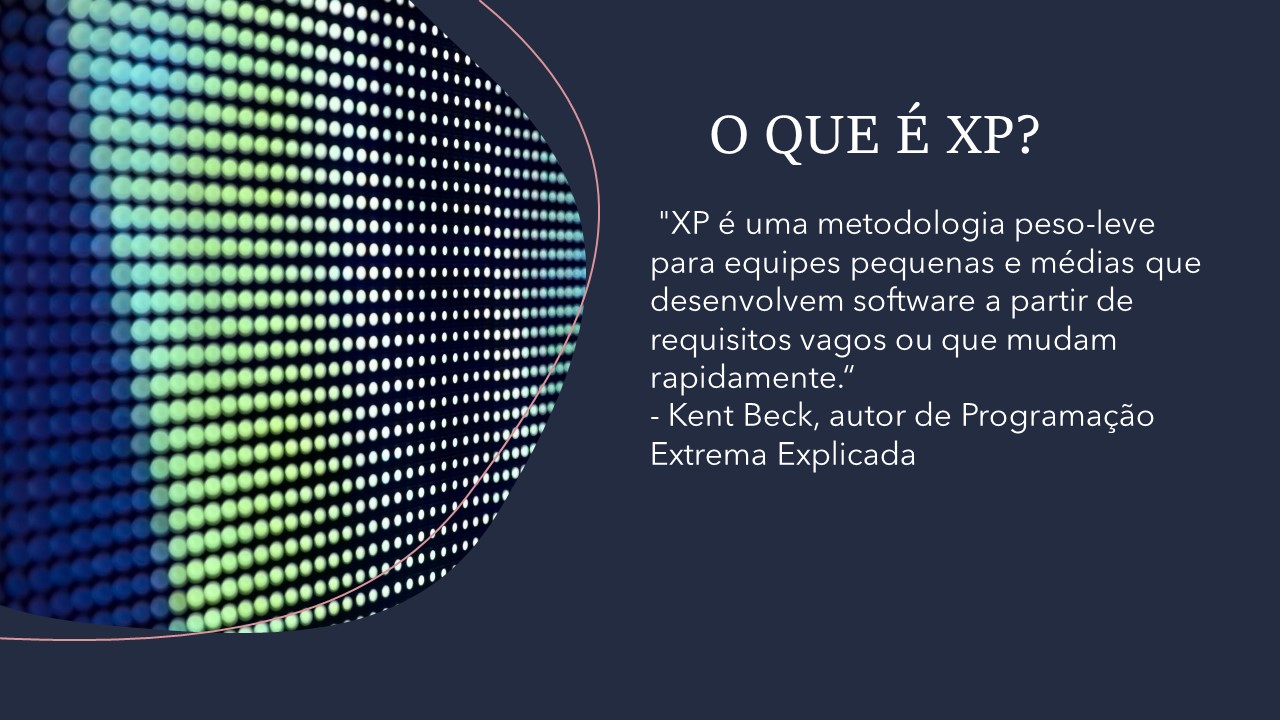 O QUE É XP?
"XP é uma metodologia peso-leve
para equipes pequenas e médias que
desenvolvem software a partir de
requisitos vagos ou que mudam
rapidamente.”
- Kent Beck, autor de Programação
Extrema Explicada